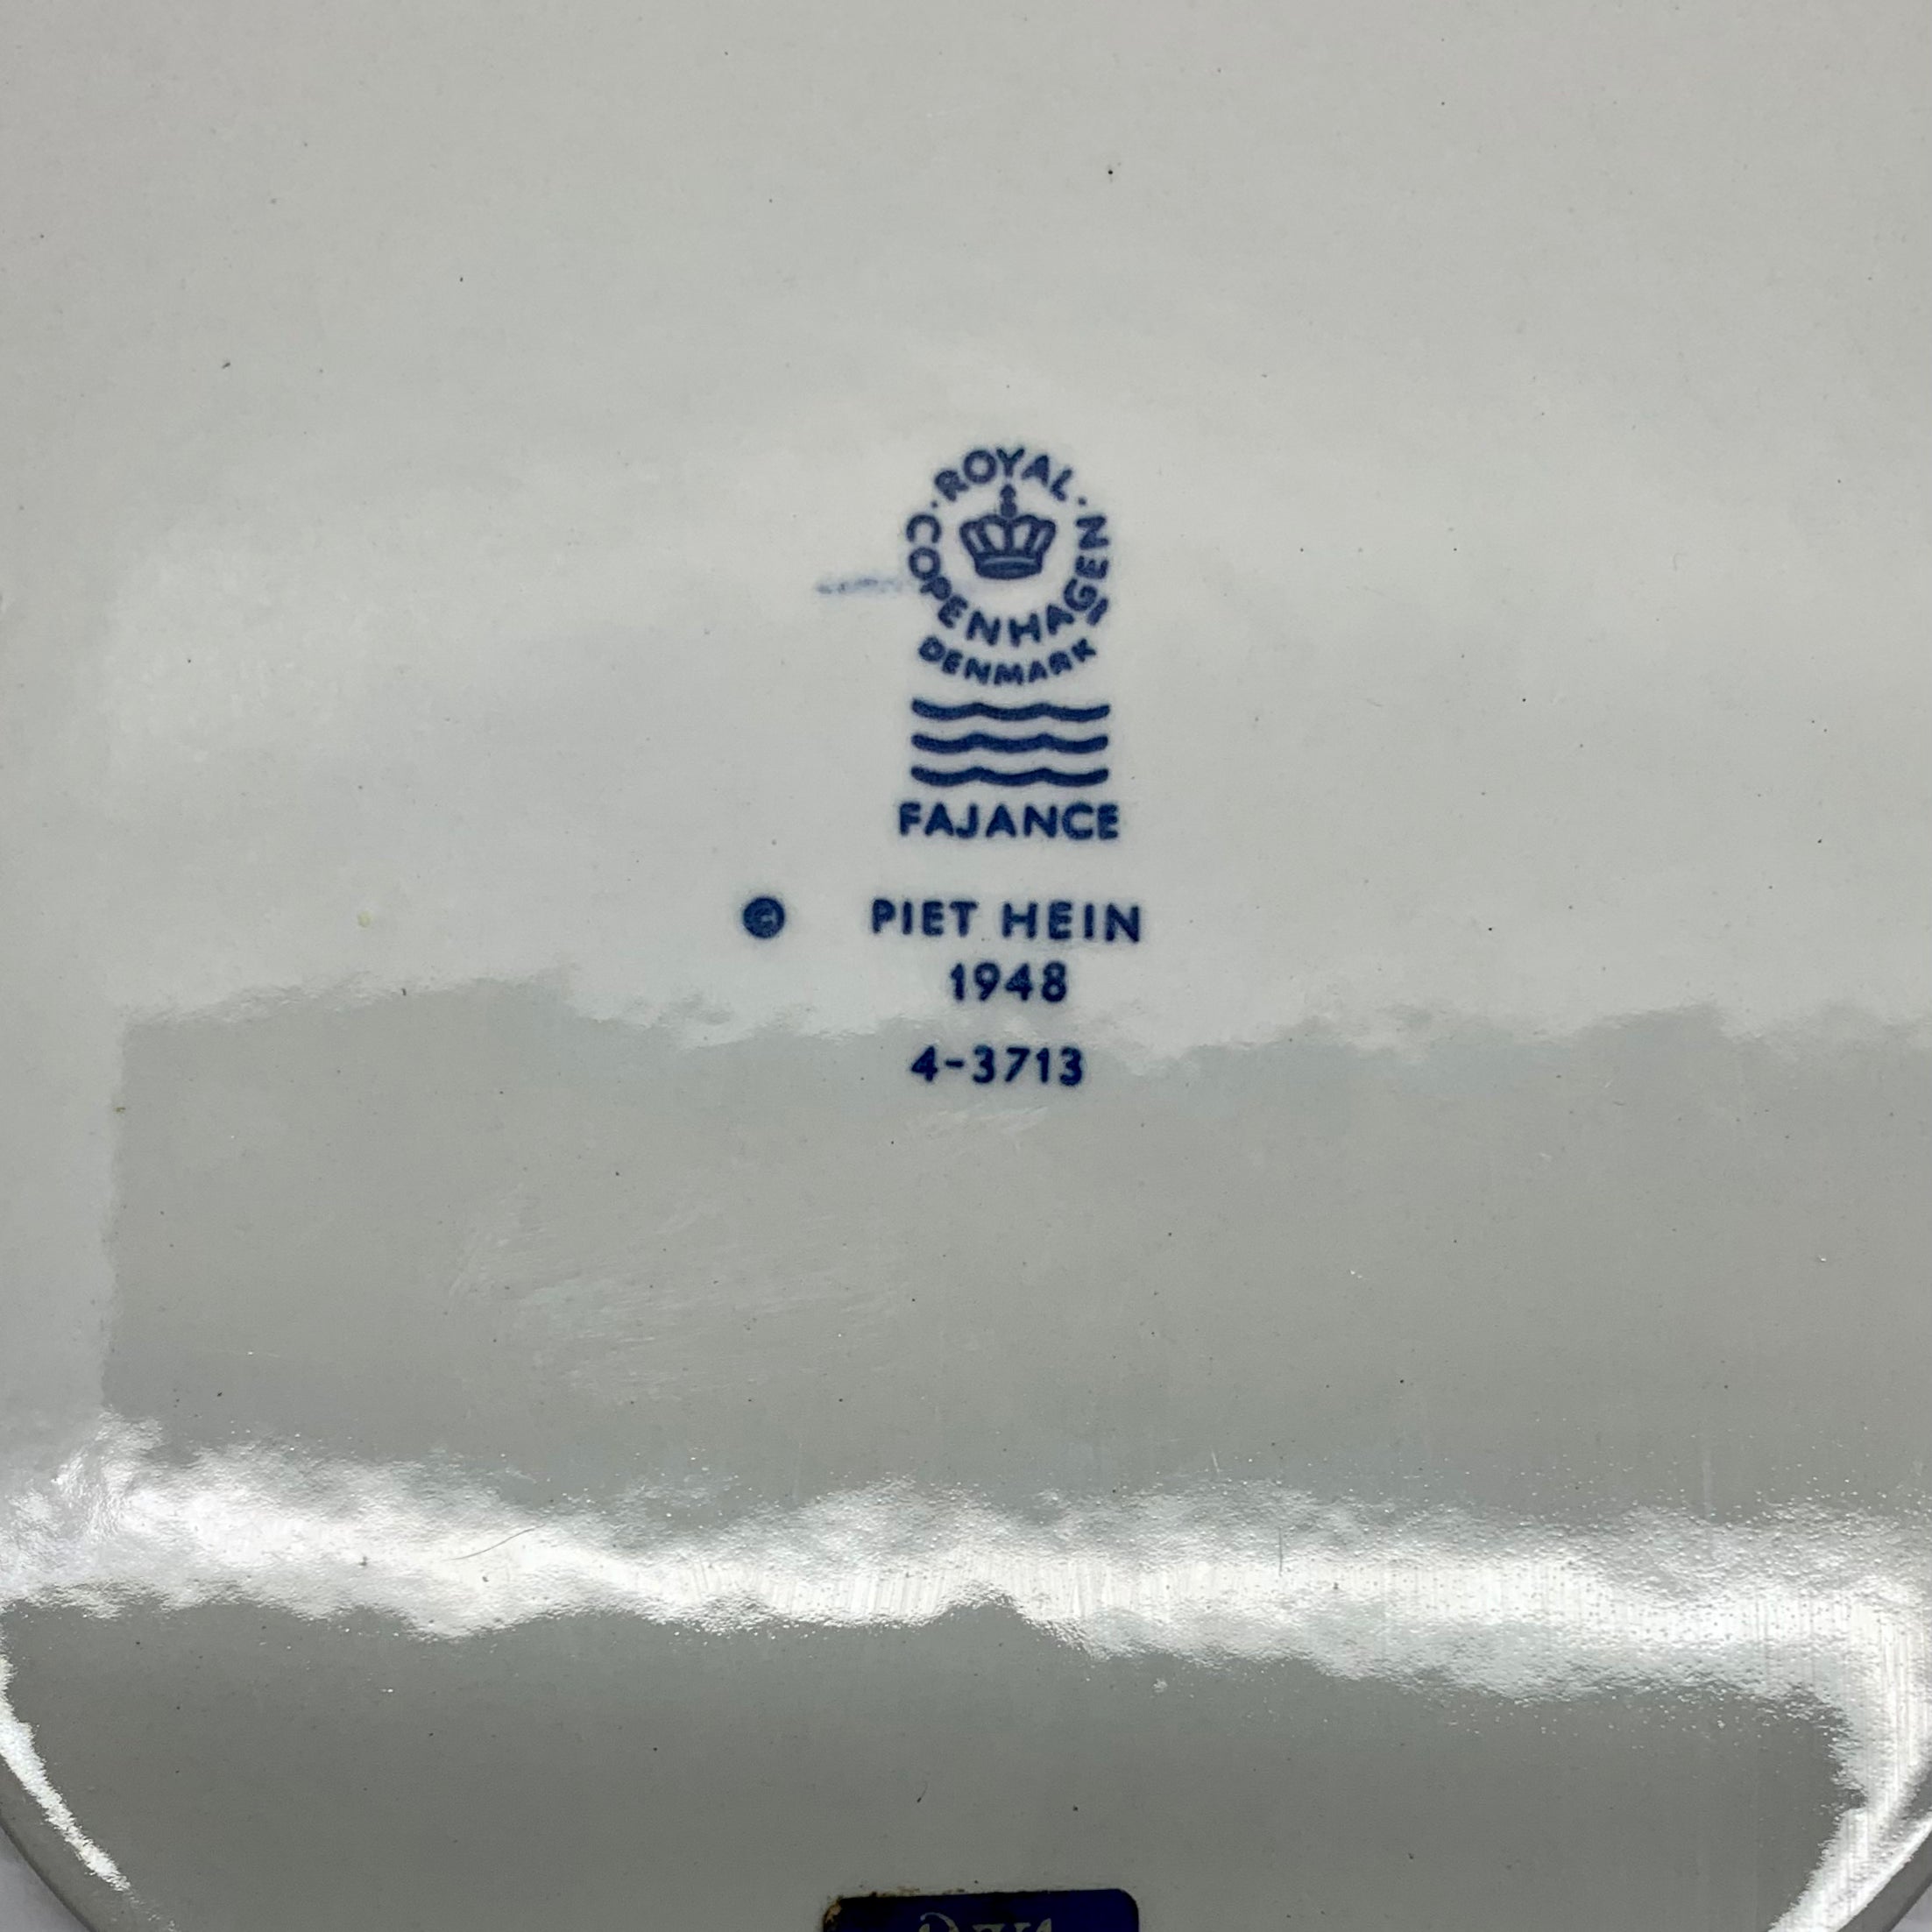 ROYAL
COPENHAGEN
DENMARK
FAJANCE
© PIET HEIN
1948
4-3713